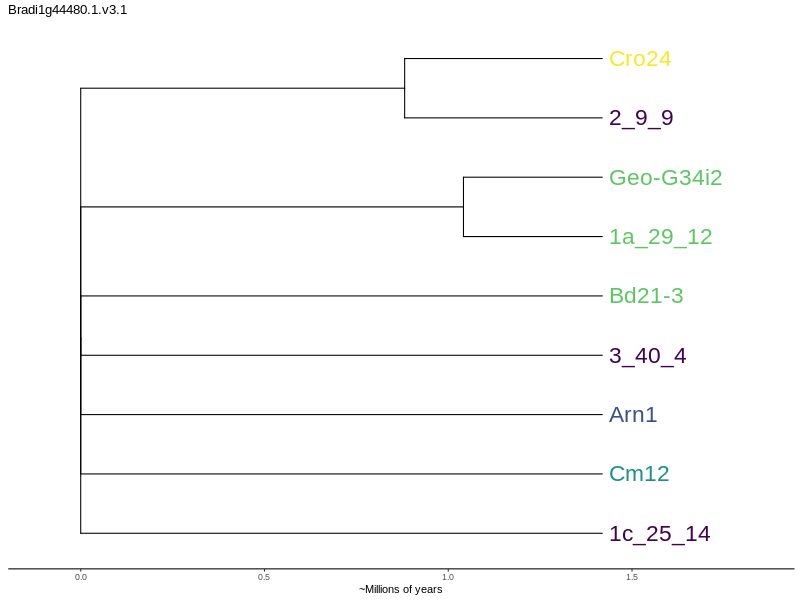 Bradi1g44480.1.v3.1
Cro24
2_9_9
Geo-G34i2
1a_29_12
Bd21-3
3_40_4
Arn1
Cm12
1c_25_14
0.0 0.5 1.0 1.5
~Millions of years